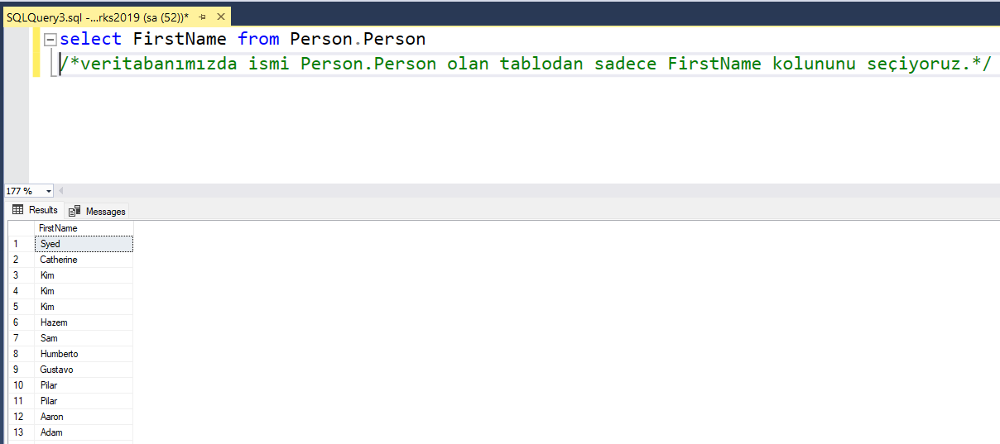 SQLQuery3.sql -...rks2019 (sa (52))*
select FirstName from Person.Person
/*veritabanımızda ismi Person.Person olan tablodan sadece FirstName kolununu seçiyoruz.*/
177 %
Results Messages
FirstName
1 Syed
2 Catherine
3 Kim
4 Kim
5 Kim
6 Hazem
7 Sam
8 Humberto
9 Gustavo
10 Pilar
11 Pilar
12 Aaron
13 Adam